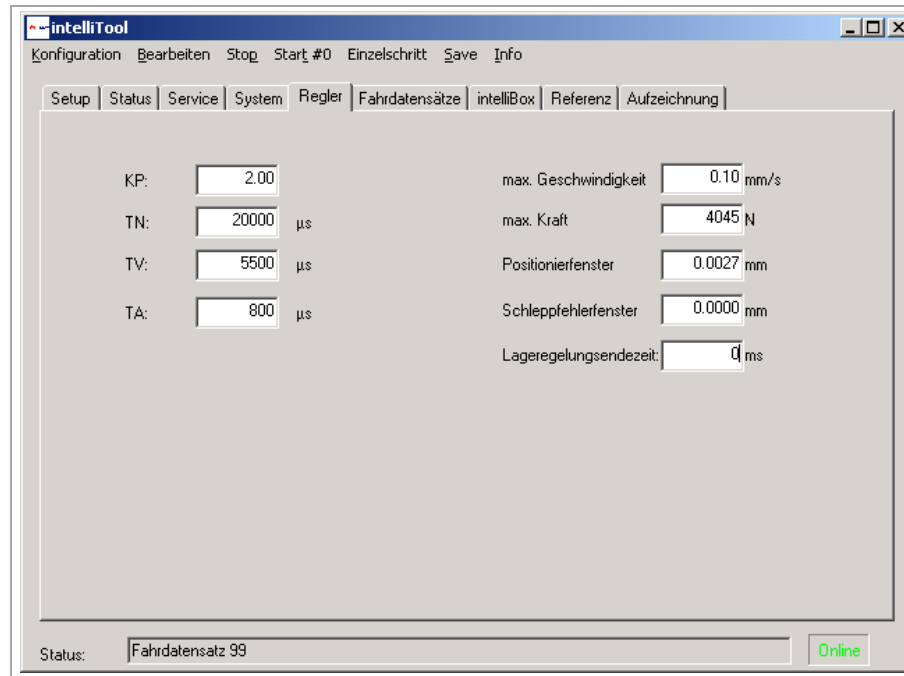 intelliTool
Konfiguration Bearbeiten Stop Start #0 Einzelschritt Save Info
Setup Status Service System Regler Fahrdatensätze intelliBox Referenz Aufzeichnung
KP: 2.00
TN: 20000 µs
TV: 5500 µs
TA: 800 µs
max. Geschwindigkeit 0.10 mm/s
max. Kraft 4045 N
Positionierfenster 0.0027 mm
Schleppfehlerfenster 0.0000 mm
Lageregelungsendezeit: 0 ms
Status: Fahrdatensatz 99 Online